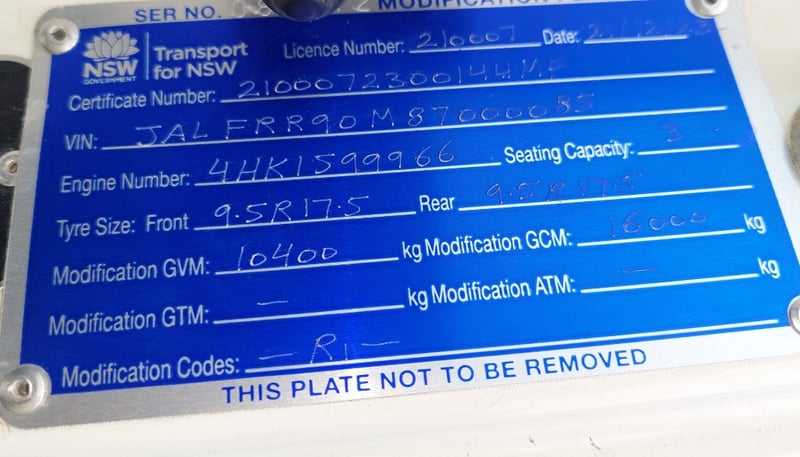 SER NO. MODIFICATION
NSW GOVERNMENT Transport for NSW Licence Number: 210007 Date:
Certificate Number: 2100072300144MP
VIN: JALFRR90M87000085
Engine Number: 4HK1599966 Seating Capacity: 3
Tyre Size: Front 9.5R17.5 Rear 9.5R17.5
Modification GVM: 10400 kg Modification GCM: 16000 kg
Modification GTM: — kg Modification ATM: — kg
Modification Codes: — R1 —
THIS PLATE NOT TO BE REMOVED